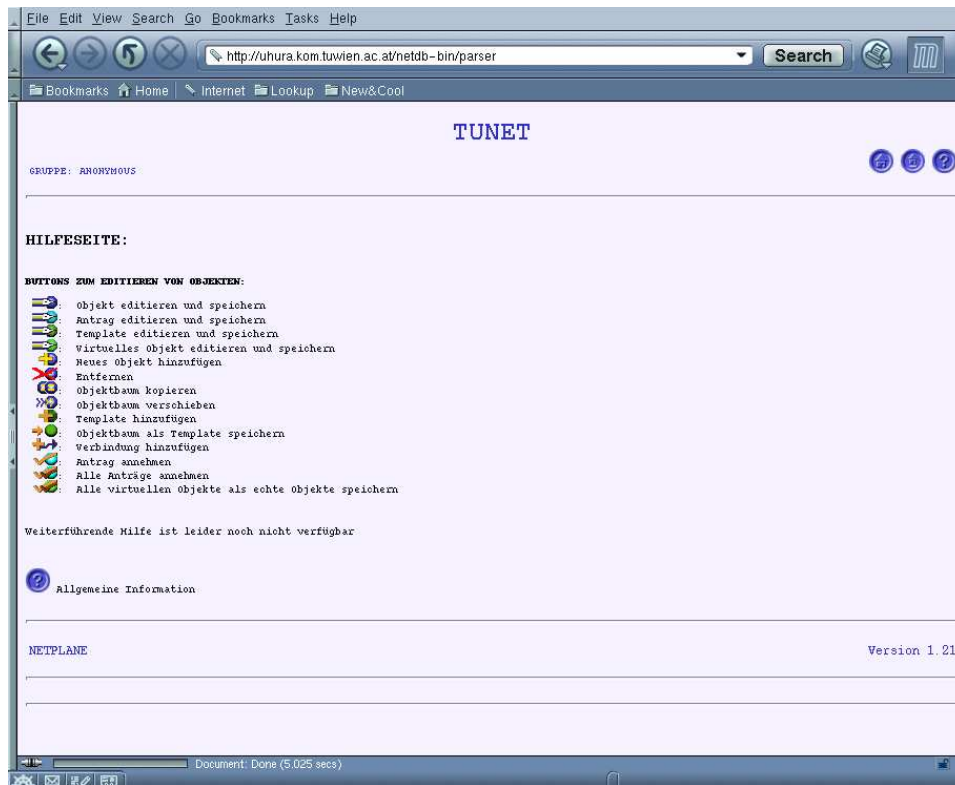 File Edit View Search Go Bookmarks Tasks Help
http://uhura.kom.tuwien.ac.at/netdb-bin/parser Search
Bookmarks Home Internet Lookup New&Cool
TUNET
GRUPPE: ANONYMOUS
HILFESEITE:
BUTTONS ZUM EDITIEREN VON OBJEKTEN:
: Objekt editieren und speichern
: Antrag editieren und speichern
: Template editieren und speichern
: Virtuelles Objekt editieren und speichern
: Neues Objekt hinzufügen
: Entfernen
: Objektbaum kopieren
: Objektbaum verschieben
: Template hinzufügen
: Objektbaum als Template speichern
: Verbindung hinzufügen
: Antrag annehmen
: Alle Anträge annehmen
: Alle virtuellen Objekte als echte Objekte speichern
Weiterführende Hilfe ist leider noch nicht verfügbar
? Allgemeine Information
NETPLANE Version 1.21
Document: Done (5.025 secs)